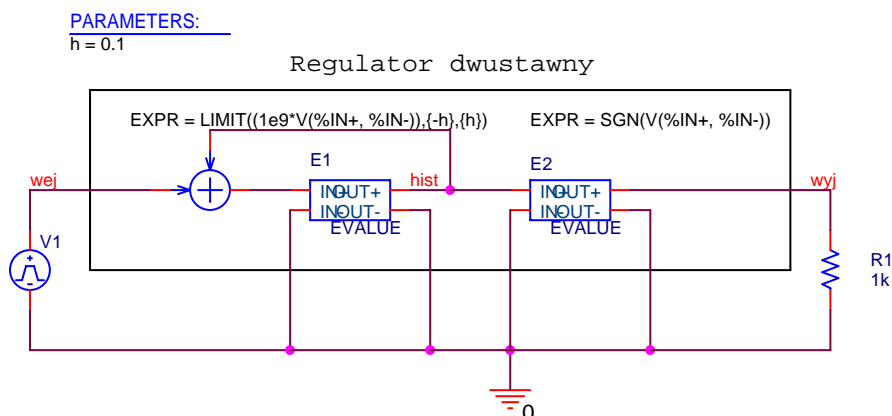 PARAMETERS:
h = 0.1
Regulator dwustawny
EXPR = LIMIT((1e9*V(%IN+, %IN-)),{-h},{h})
EXPR = SGN(V(%IN+, %IN-))
E1
E2
wej
hist
wyj
IN+
OUT+
IN-
OUT-
EVALUE
IN+
OUT+
IN-
OUT-
EVALUE
V1
R1
1k
0